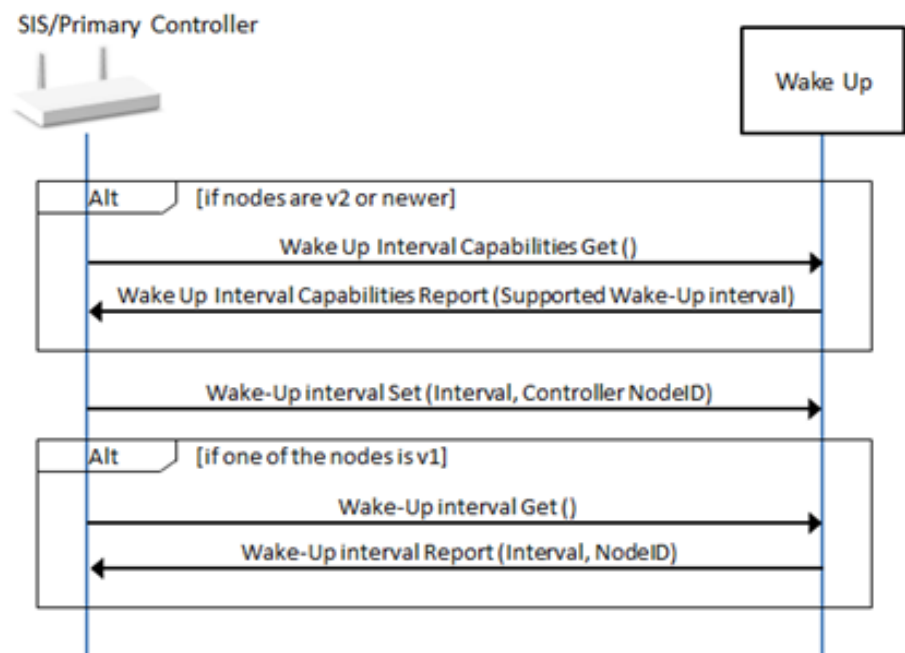 SIS/Primary Controller
Wake Up
Alt [if nodes are v2 or newer]
Wake Up Interval Capabilities Get ()
Wake Up Interval Capabilities Report (Supported Wake-Up interval)
Wake-Up interval Set (Interval, Controller NodeID)
Alt [if one of the nodes is v1]
Wake-Up interval Get ()
Wake-Up interval Report (Interval, NodeID)